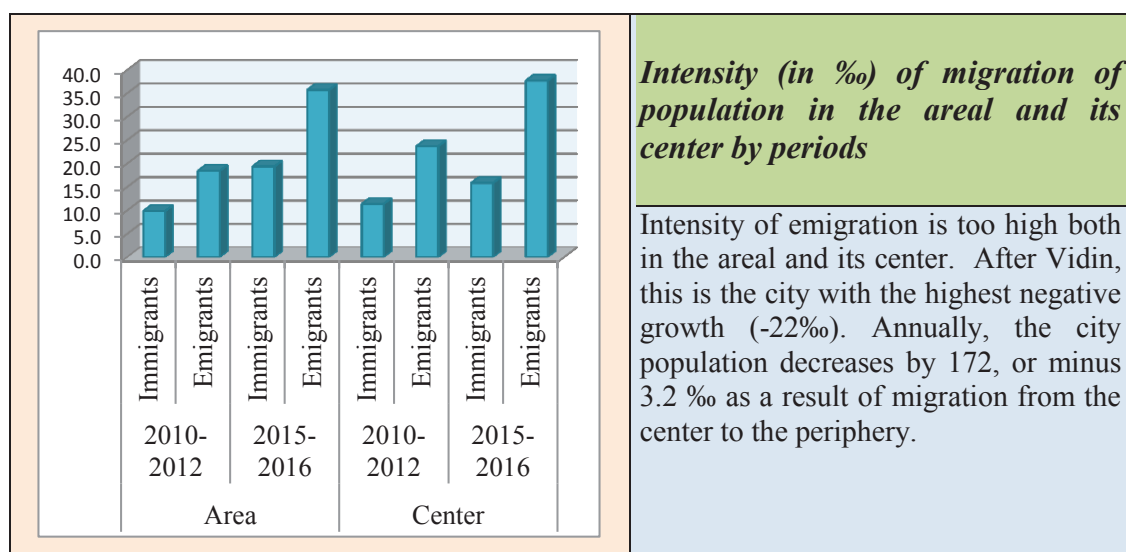 40.0
35.0
30.0
25.0
20.0
15.0
10.0
5.0
0.0
Immigrants
Emigrants
Immigrants
Emigrants
Immigrants
Emigrants
Immigrants
Emigrants
2010-
2012
2015-
2016
2010-
2012
2015-
2016
Area
Center
Intensity (in ‰) of migration of
population in the areal and its
center by periods
Intensity of emigration is too high both
in the areal and its center. After Vidin,
this is the city with the highest negative
growth (-22‰). Annually, the city
population decreases by 172, or minus
3.2 ‰ as a result of migration from the
center to the periphery.